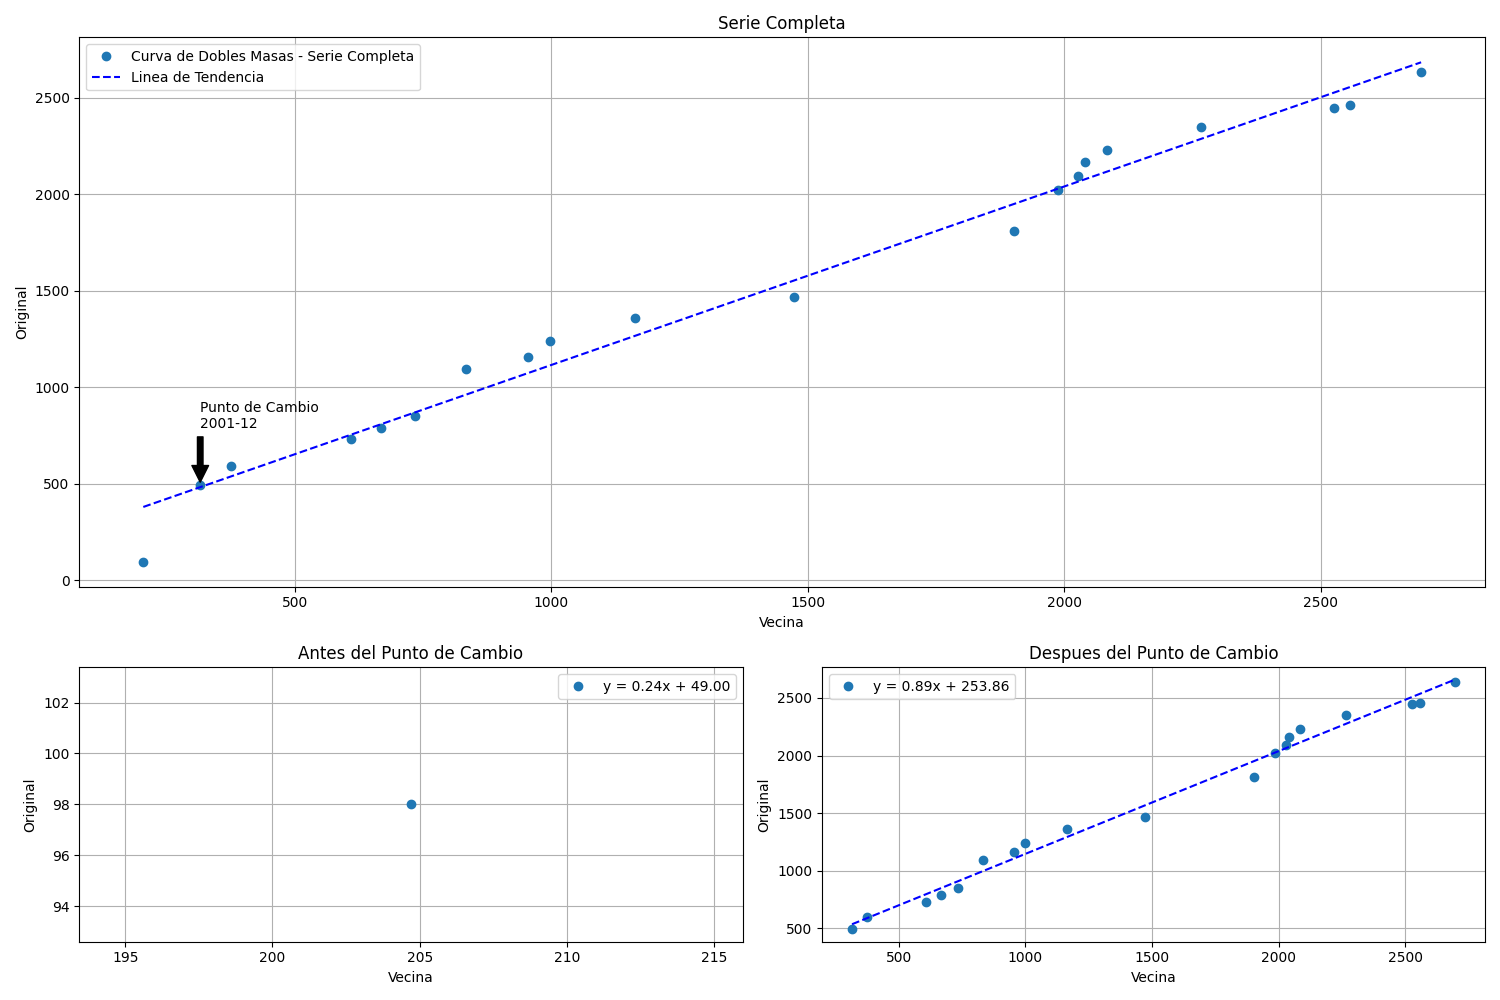 Serie Completa
Curva de Dobles Masas - Serie Completa
Linea de Tendencia
2500
2000
1500
1000
500
0
Original
Punto de Cambio
2001-12
500
1000
1500
2000
2500
Vecina
Antes del Punto de Cambio
y = 0.24x + 49.00
102
100
98
96
94
Original
195
200
205
210
215
Vecina
Despues del Punto de Cambio
y = 0.89x + 253.86
2500
2000
1500
1000
500
Original
500
1000
1500
2000
2500
Vecina